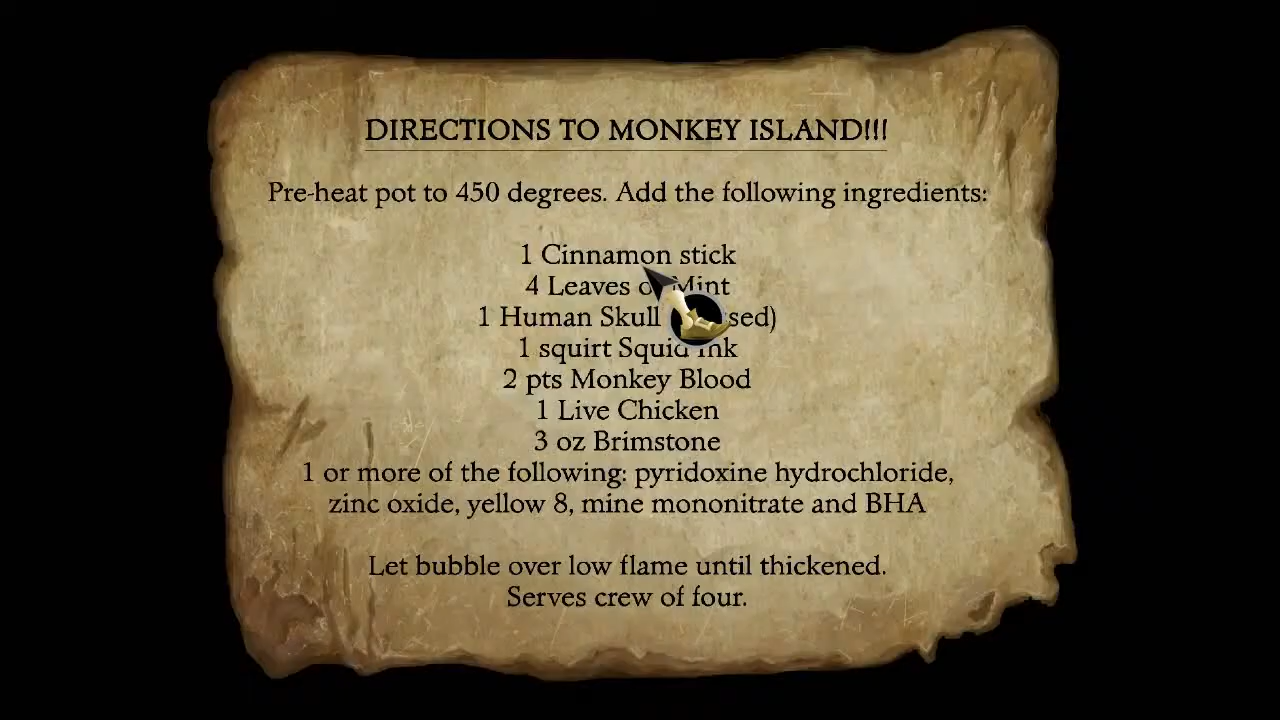 DIRECTIONS TO MONKEY ISLAND!!!
Pre-heat pot to 450 degrees. Add the following ingredients:
1 Cinnamon stick
4 Leaves Mint
1 Human Skull
1 squirt Squid Ink
2 pts Monkey Blood
1 Live Chicken
3 oz Brimstone
1 or more of the following: pyridoxine hydrochloride,
zinc oxide, yellow 8, mine mononitrate and BHA
Let bubble over low flame until thickened.
Serves crew of four.